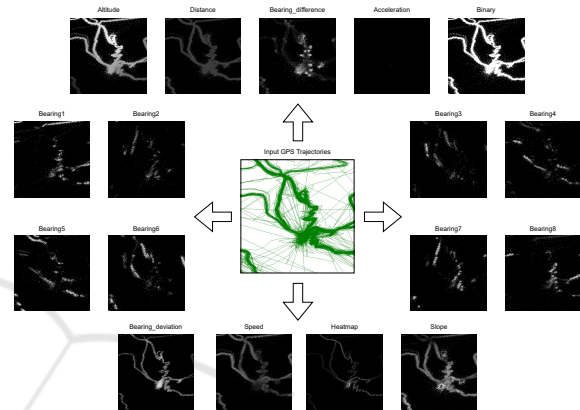 Altitude Distance Bearing_difference Acceleration Binary
Bearing1 Bearing2 Bearing3 Bearing4
Input GPS Trajectories
Bearing5 Bearing6 Bearing7 Bearing8
Bearing_deviation Speed Heatmap Slope